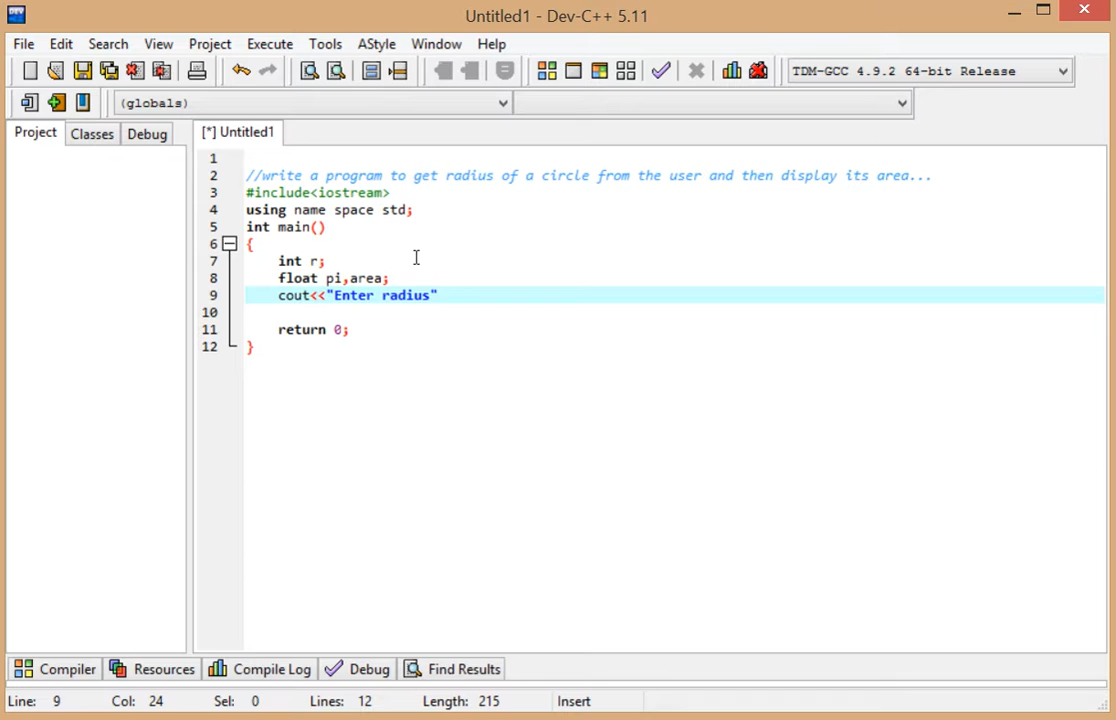 Untitled1 - Dev-C++ 5.11
File Edit Search View Project Execute Tools AStyle Window Help
TDM-GCC 4.9.2 64-bit Release
(globals)
Project Classes Debug [*] Untitled1
1
2 //write a program to get radius of a circle from the user and then display its area...
3 #include<iostream>
4 using name space std;
5 int main()
6 {
7 int r;
8 float pi,area;
9 cout<<"Enter radius"
10
11 return 0;
12 }
Compiler Resources Compile Log Debug Find Results
Line: 9 Col: 24 Sel: 0 Lines: 12 Length: 215 Insert